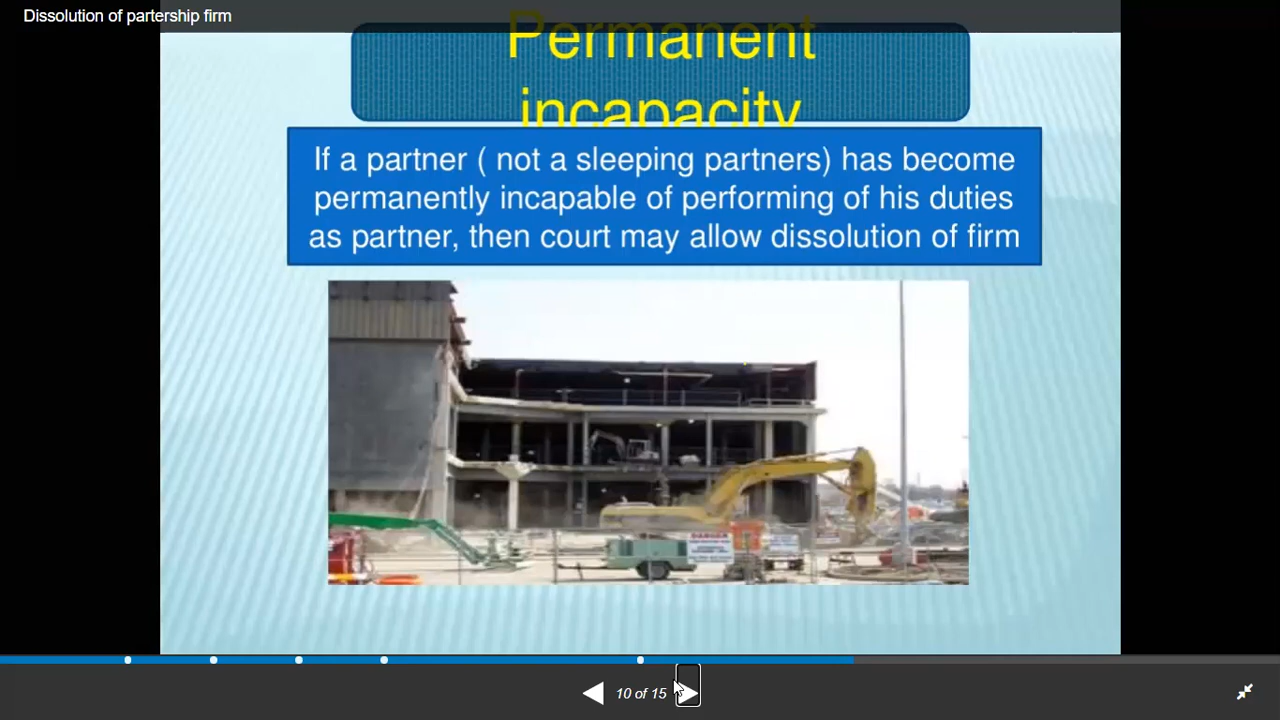 Dissolution of partership firm
Permanent
incapacity
If a partner ( not a sleeping partners) has become
permanently incapable of performing of his duties
as partner, then court may allow dissolution of firm
DANGER
10 of 15